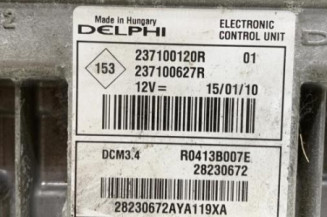 Made in Hungary
DELPHI
ELECTRONIC
CONTROL UNIT
153
237100120R 01
237100627R
12V= 15/01/10
DCM3.4 R0413B007E
28230672
28230672AYA119XA